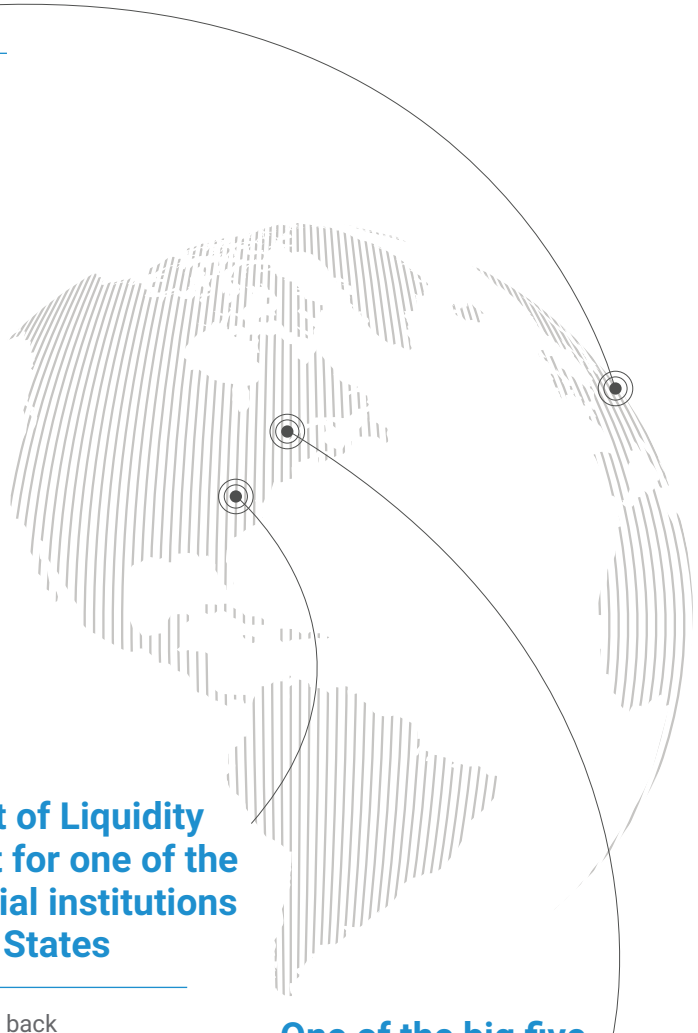 t of Liquidity
t for one of the
ial institutions
States
back
One of the big five